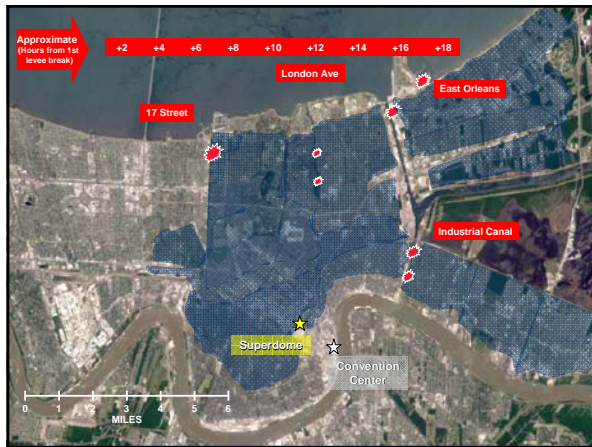 Approximate
(Hours from 1st
levee break)
+2 +4 +6 +8 +10 +12 +14 +16 +18
London Ave
East Orleans
17 Street
Industrial Canal
Superdome
Convention
Center
0 1 2 3 4 5 6
MILES